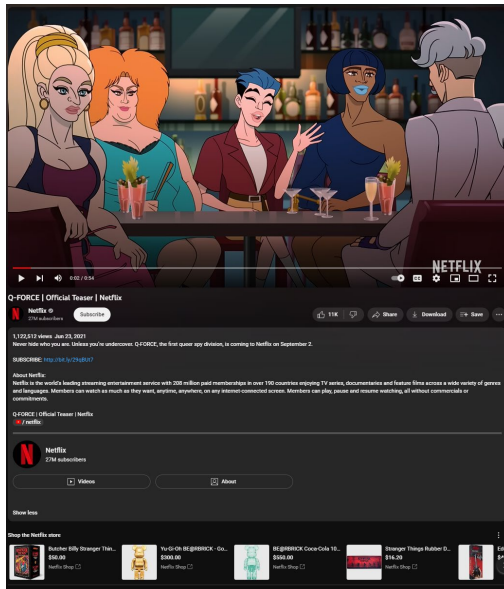 NETFLIX
0:02 / 0:54
Q-FORCE | Official Teaser | Netflix
Netflix
27M subscribers
Subscribe
11K
Share
Download
Save
1,122,512 views Jun 23, 2021
Never hide who you are. Unless you're undercover. Q-FORCE, the first queer spy division, is coming to Netflix on September 2.
SUBSCRIBE: http://bit.ly/29qBUt7
About Netflix:
Netflix is the world's leading streaming entertainment service with 208 million paid memberships in over 190 countries enjoying TV series, documentaries and feature films across a wide variety of genres
and languages. Members can watch as much as they want, anytime, anywhere, on any internet-connected screen. Members can play, pause and resume watching, all without commercials or
commitments.
Q-FORCE | Official Teaser | Netflix
/ netflix
Netflix
27M subscribers
Videos
About
Show less
Shop the Netflix store
Butcher Billy Stranger Thin...
$50.00
Netflix Shop
Yu-Gi-Oh BE@RBRICK - Go...
$300.00
Netflix Shop
BE@RBRICK Coca-Cola 10...
$550.00
Netflix Shop
Stranger Things Rubber D...
$16.20
Netflix Shop